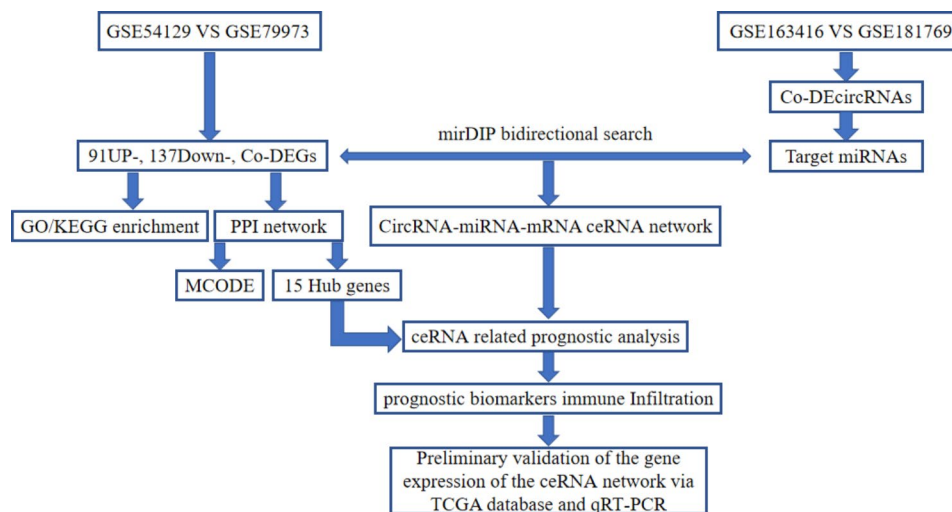 GSE54129 VS GSE79973
GSE163416 VS GSE181769
Co-DEcircRNAs
mirDIP bidirectional search
91UP-, 137Down-, Co-DEGs
Target miRNAs
GO/KEGG enrichment
PPI network
CircRNA-miRNA-mRNA ceRNA network
MCODE
15 Hub genes
ceRNA related prognostic analysis
prognostic biomarkers immune Infiltration
Preliminary validation of the gene
expression of the ceRNA network via
TCGA database and qRT-PCR